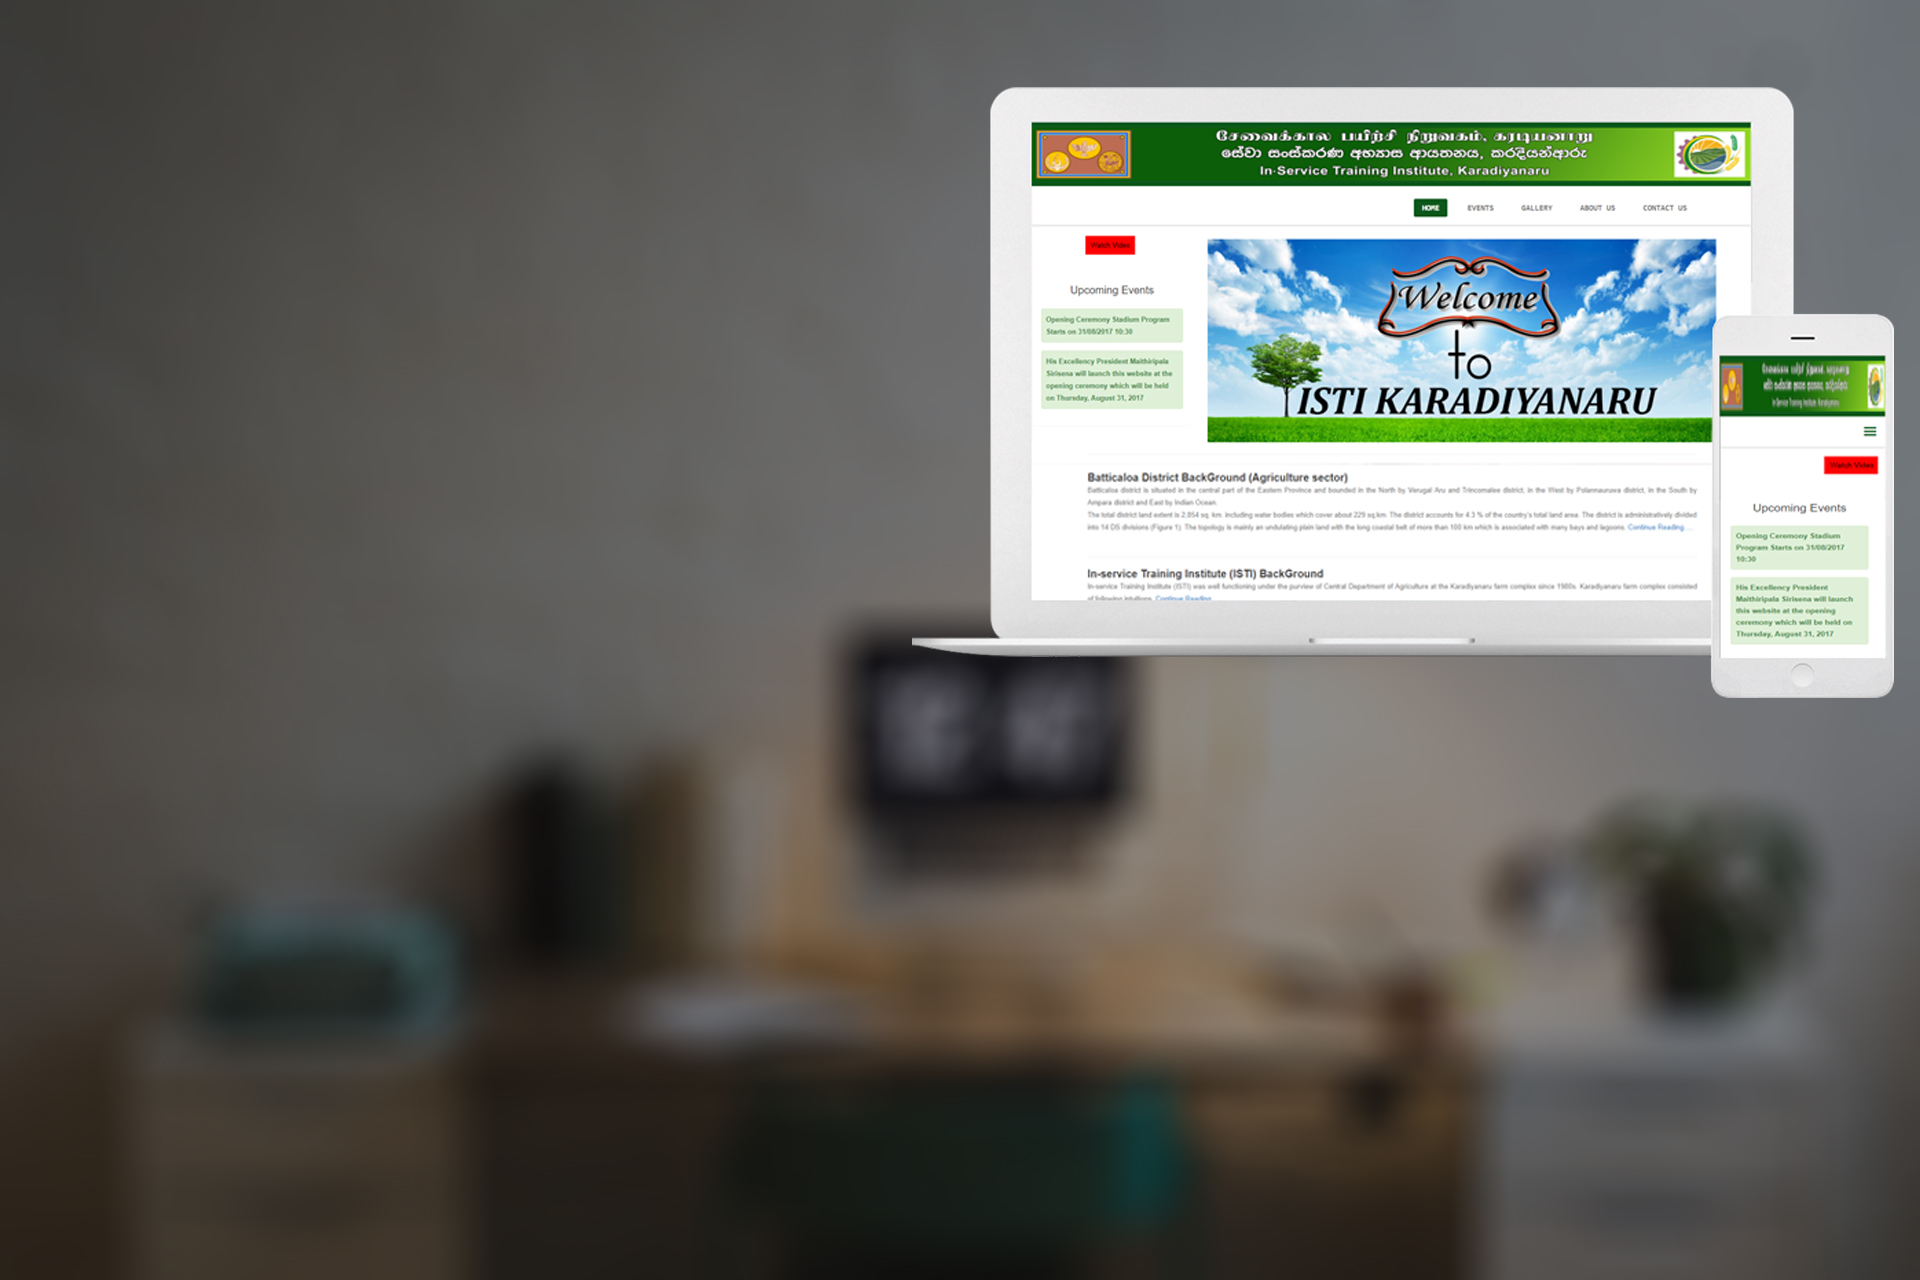 சேவைக்கால பயிற்சி நிறுவகம், கரடியனாறு
සේවා සංස්කරණ අභ්‍යාස ආයතනය, කරදියන්ආරු
In-Service Training Institute, Karadiyanaru
HOME EVENTS GALLERY ABOUT US CONTACT US
Watch Video
Upcoming Events
Opening Ceremony Stadium Program
Starts on 31/08/2017 10:30
His Excellency President Maithiripala
Sirisena will launch this website at the
opening ceremony which will be held
on Thursday, August 31, 2017
Welcome
to
ISTI KARADIYANARU
Batticaloa District BackGround (Agriculture sector)
Batticaloa district is situated in the central part of the Eastern Province and bounded in the North by Verugal Aru and Trincomalee district, in the West by Polannauruwa district, in the South by
Ampara district and East by Indian Ocean.
The total district land extent is 2,854 sq. km. including water bodies which cover about 229 sq.km. The district accounts for 4.3 % of the country's total land area. The district is administratively divided
into 14 DS divisions (Figure 1). The topology is mainly an undulating plain land with the long coastal belt of more than 100 km which is associated with many bays and lagoons. Continue Reading....
In-service Training Institute (ISTI) BackGround
In-service Training Institute (ISTI) was well functioning under the purview of Central Department of Agriculture at the Karadiyanaru farm complex since 1980s. Karadiyanaru farm complex consisted
of following intuitions. Continue Reading....
சேவைக்கால பயிற்சி நிறுவகம், கரடியனாறு
සේවා සංස්කරණ අභ්‍යාස ආයතනය, කරදියන්ආරු
In-Service Training Institute, Karadiyanaru
Watch Video
Upcoming Events
Opening Ceremony Stadium
Program Starts on 31/08/2017
10:30
His Excellency President
Maithiripala Sirisena will launch
this website at the opening
ceremony which will be held on
Thursday, August 31, 2017